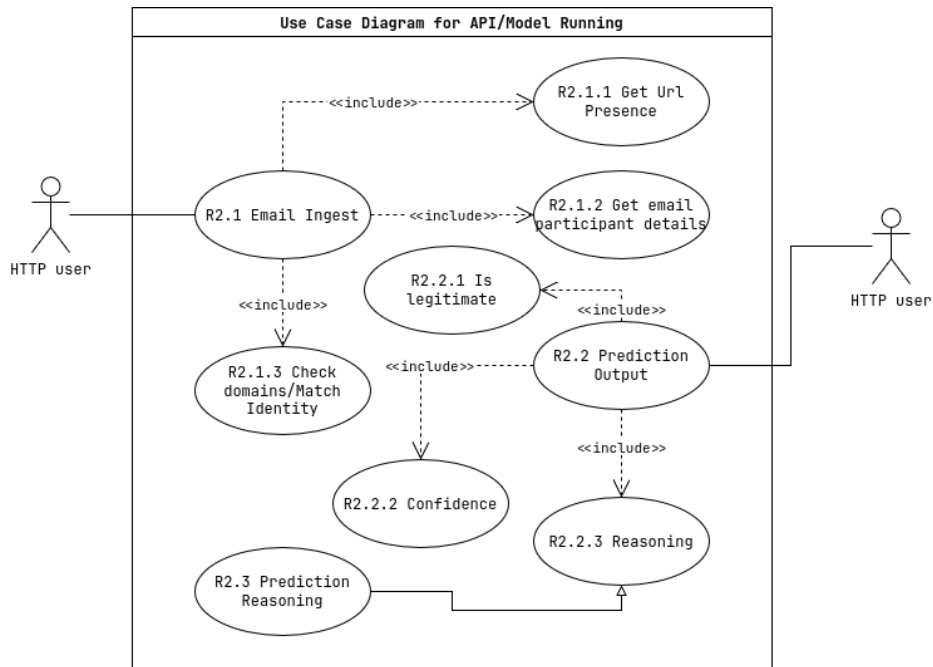 Use Case Diagram for API/Model Running
R2.1.1 Get Url
Presence
<<include>>
HTTP user
R2.1 Email Ingest
<<include>>
R2.1.2 Get email
participant details
HTTP user
R2.2.1 Is
legitimate
<<include>>
<<include>>
R2.1.3 Check
domains/Match
Identity
<<include>>
R2.2 Prediction
Output
<<include>>
R2.2.2 Confidence
R2.2.3 Reasoning
R2.3 Prediction
Reasoning